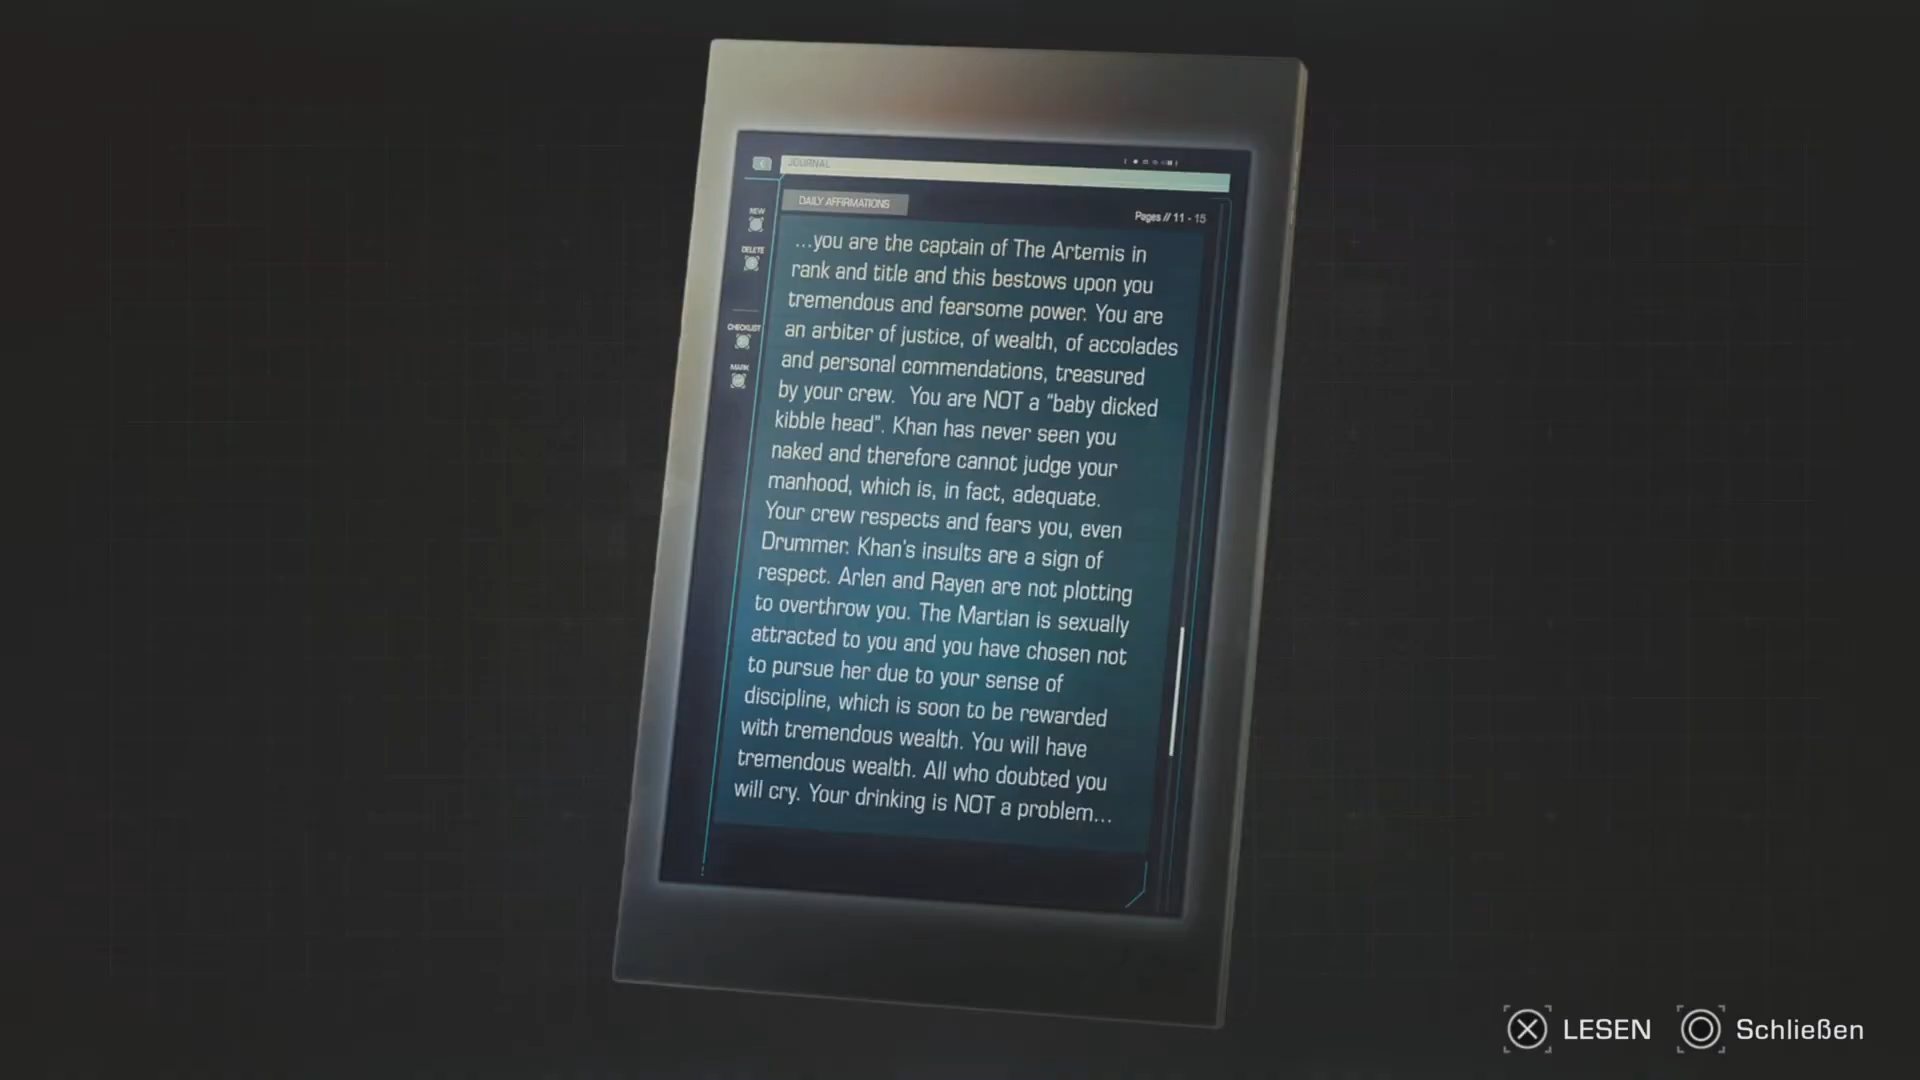 JOURNAL
DAILY AFFIRMATIONS
Pages // 11 - 15
NEW
DELETE
CHECKLIST
MARK
...you are the captain of The Artemis in
rank and title and this bestows upon you
tremendous and fearsome power. You are
an arbiter of justice, of wealth, of accolades
and personal commendations, treasured
by your crew.  You are NOT a "baby dicked
kibble head". Khan has never seen you
naked and therefore cannot judge your
manhood, which is, in fact, adequate.
Your crew respects and fears you, even
Drummer. Khan's insults are a sign of
respect. Arlen and Rayen are not plotting
to overthrow you. The Martian is sexually
attracted to you and you have chosen not
to pursue her due to your sense of
discipline, which is soon to be rewarded
with tremendous wealth. You will have
tremendous wealth. All who doubted you
will cry. Your drinking is NOT a problem...
LESEN
Schließen